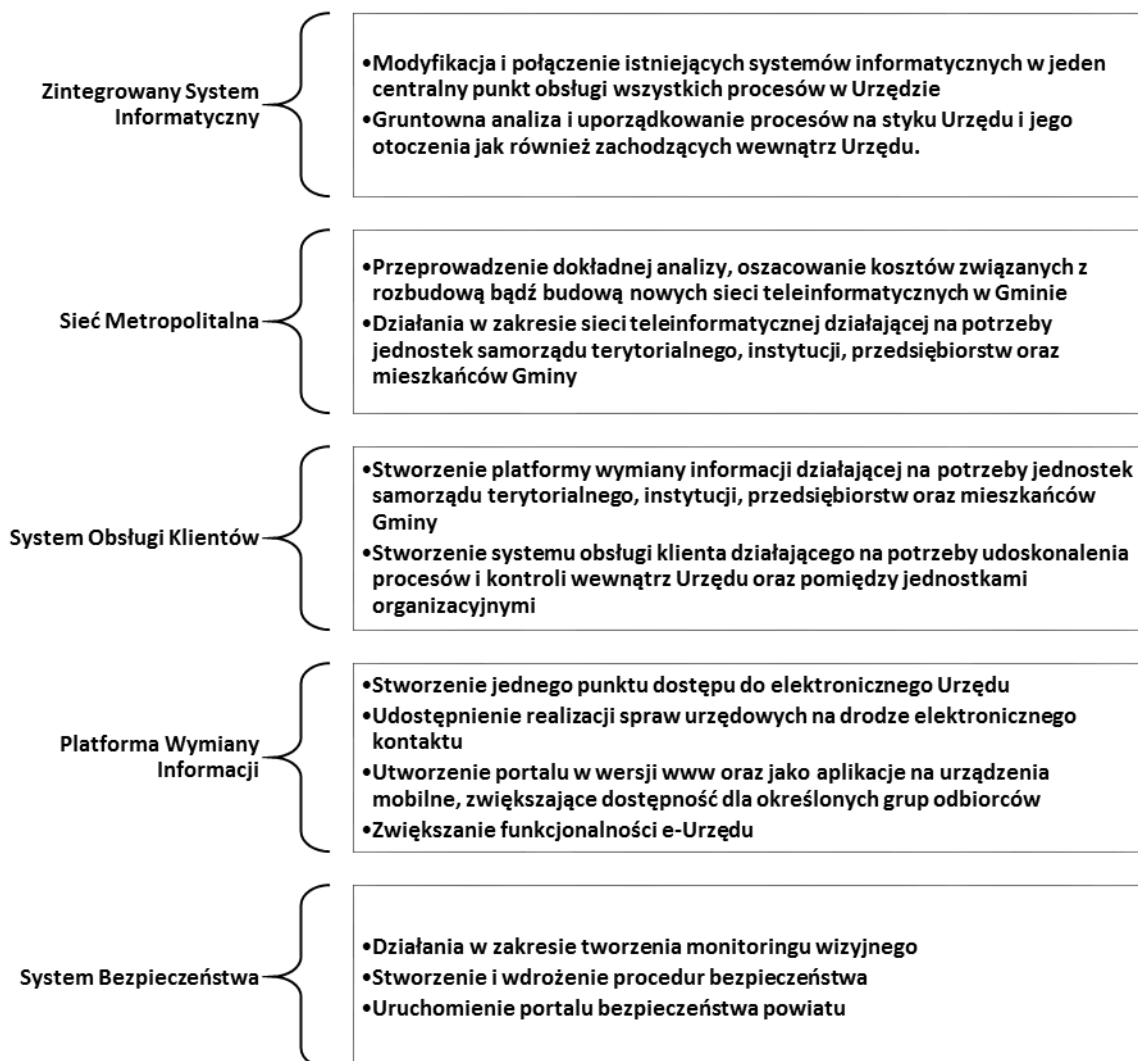 Zintegrowany System
Informatyczny
•Modyfikacja i połączenie istniejących systemów informatycznych w jeden
centralny punkt obsługi wszystkich procesów w Urzędzie
•Gruntowna analiza i uporządkowanie procesów na styku Urzędu i jego
otoczenia jak również zachodzących wewnątrz Urzędu.
Sieć Metropolitalna
•Przeprowadzenie dokładnej analizy, oszacowanie kosztów związanych z
rozbudową bądź budową nowych sieci teleinformatycznych w Gminie
•Działania w zakresie sieci teleinformatycznej działającej na potrzeby
jednostek samorządu terytorialnego, instytucji, przedsiębiorstw oraz
mieszkańców Gminy
System Obsługi Klientów
•Stworzenie platformy wymiany informacji działającej na potrzeby jednostek
samorządu terytorialnego, instytucji, przedsiębiorstw oraz mieszkańców
Gminy
•Stworzenie systemu obsługi klienta działającego na potrzeby udoskonalenia
procesów i kontroli wewnątrz Urzędu oraz pomiędzy jednostkami
organizacyjnymi
Platforma Wymiany
Informacji
•Stworzenie jednego punktu dostępu do elektronicznego Urzędu
•Udostępnienie realizacji spraw urzędowych na drodze elektronicznego
kontaktu
•Utworzenie portalu w wersji www oraz jako aplikacje na urządzenia
mobilne, zwiększające dostępność dla określonych grup odbiorców
•Zwiększanie funkcjonalności e-Urzędu
System Bezpieczeństwa
•Działania w zakresie tworzenia monitoringu wizyjnego
•Stworzenie i wdrożenie procedur bezpieczeństwa
•Uruchomienie portalu bezpieczeństwa powiatu